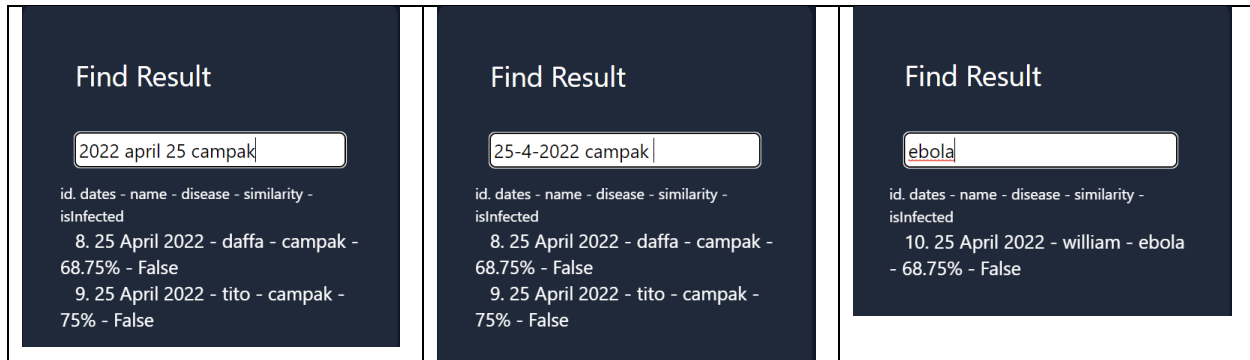 Find Result
2022 april 25 campak
id. dates - name - disease - similarity -
isInfected
8. 25 April 2022 - daffa - campak -
68.75% - False
9. 25 April 2022 - tito - campak -
75% - False
Find Result
25-4-2022 campak
id. dates - name - disease - similarity -
isInfected
8. 25 April 2022 - daffa - campak -
68.75% - False
9. 25 April 2022 - tito - campak -
75% - False
Find Result
ebola
id. dates - name - disease - similarity -
isInfected
10. 25 April 2022 - william - ebola
- 68.75% - False